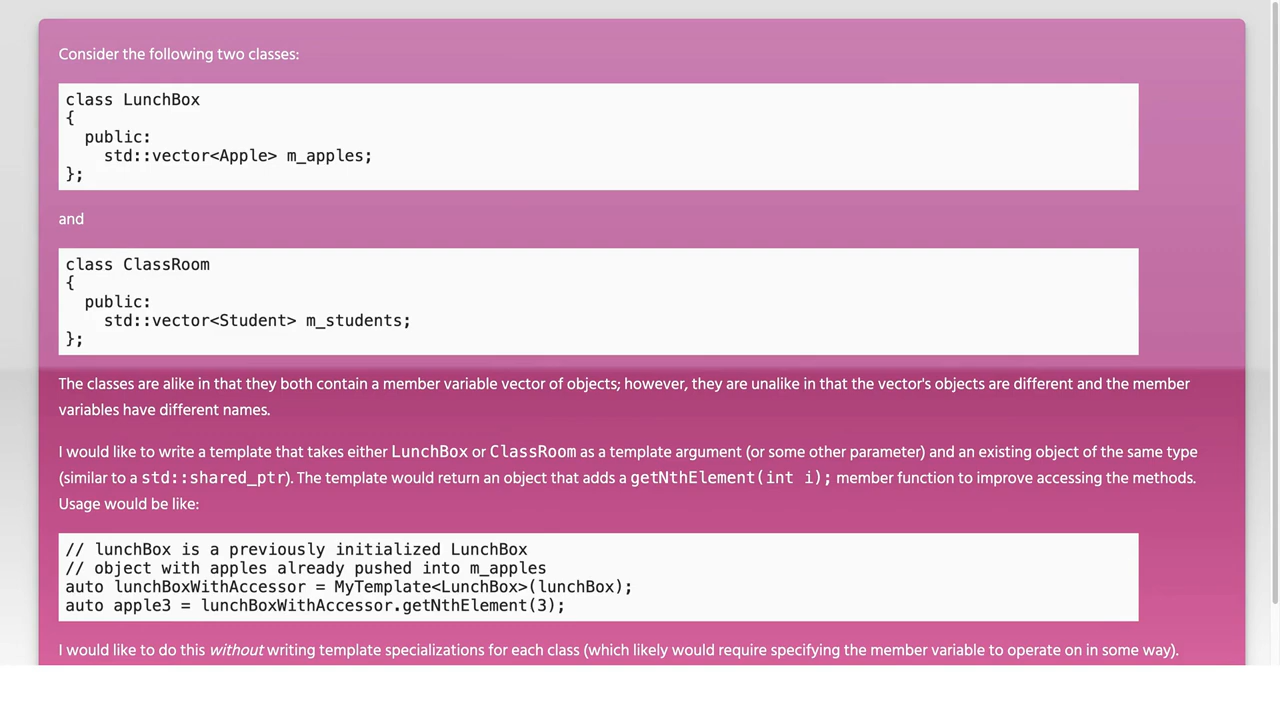 Consider the following two classes:
class LunchBox
{
  public:
    std::vector<Apple> m_apples;
};
and
class ClassRoom
{
  public:
    std::vector<Student> m_students;
};
The classes are alike in that they both contain a member variable vector of objects; however, they are unalike in that the vector's objects are different and the member
variables have different names.
I would like to write a template that takes either LunchBox or ClassRoom as a template argument (or some other parameter) and an existing object of the same type
(similar to a std::shared_ptr). The template would return an object that adds a getNthElement(int i); member function to improve accessing the methods.
Usage would be like:
// lunchBox is a previously initialized LunchBox
// object with apples already pushed into m_apples
auto lunchBoxWithAccessor = MyTemplate<LunchBox>(lunchBox);
auto apple3 = lunchBoxWithAccessor.getNthElement(3);
I would like to do this without writing template specializations for each class (which likely would require specifying the member variable to operate on in some way).